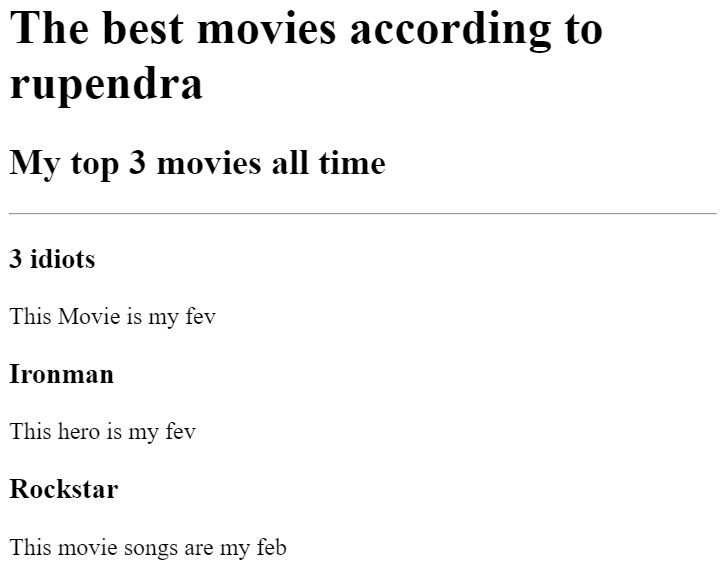 The best movies according to
rupendra
My top 3 movies all time
3 idiots
This Movie is my fev
Ironman
This hero is my fev
Rockstar
This movie songs are my feb